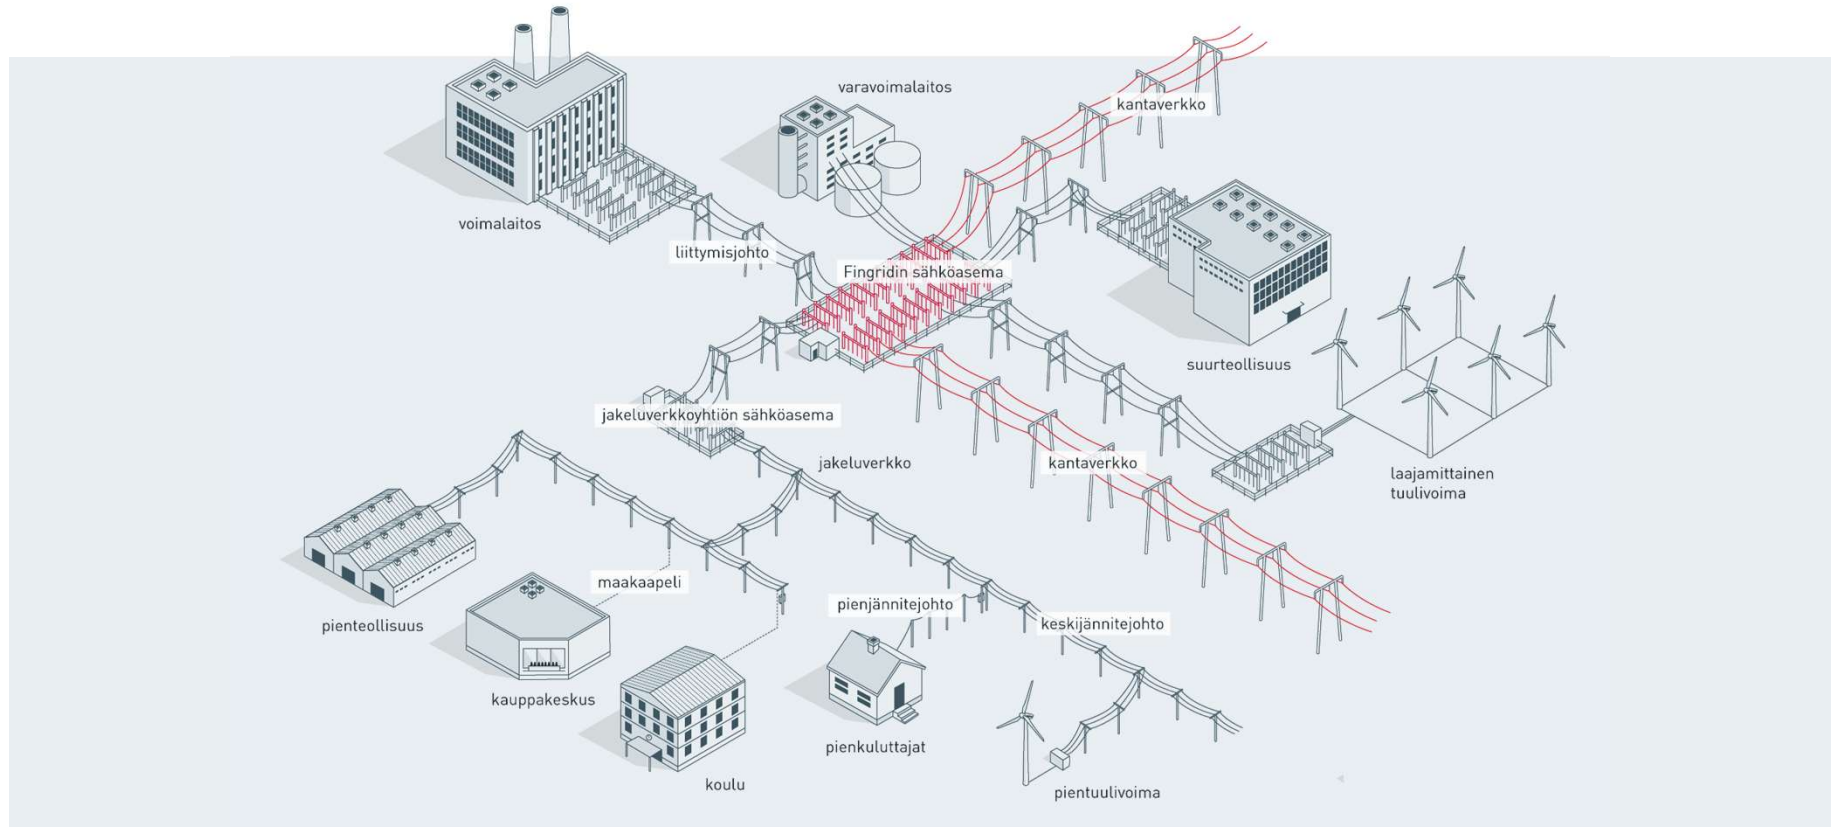 varavoimalaitos
kantaverkko
voimalaitos
liittymisjohto
Fingridin sähköasema
suurteollisuus
jakeluverkkoyhtiön sähköasema
jakeluverkko
kantaverkko
laajamittainen
tuulivoima
maakaapeli
pienjännitejohto
keskijännitejohto
pienteollisuus
kauppakeskus
pienkuluttajat
koulu
pientuulivoima